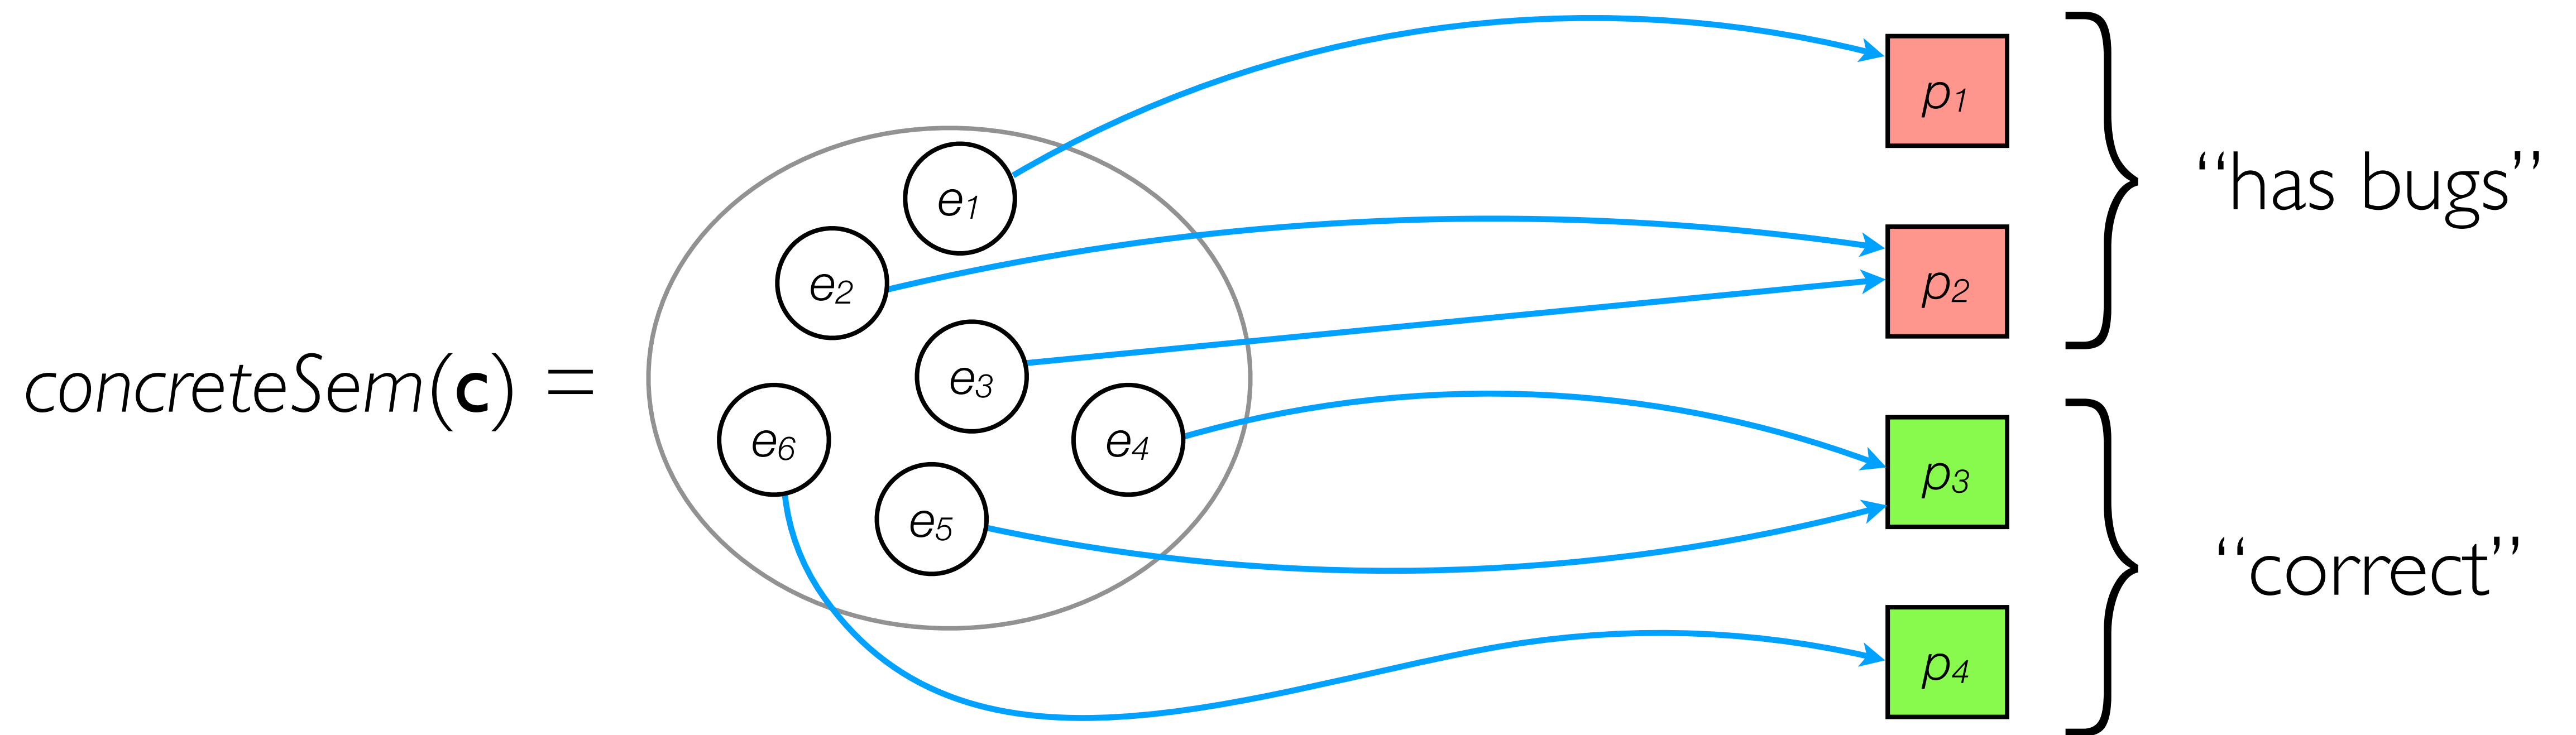 concreteSem(c) =
e1
e2
e3
e4
e5
e6
p1
p2
p3
p4
“has bugs”
“correct”